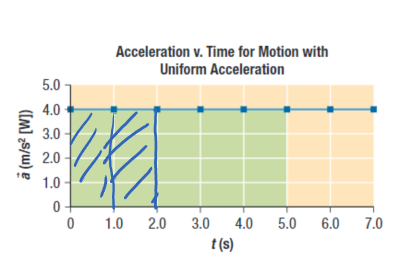 Acceleration v. Time for Motion with
Uniform Acceleration
5.0
4.0
3.0
2.0
1.0
0
a⃗ (m/s² [W])
0 1.0 2.0 3.0 4.0 5.0 6.0 7.0
t (s)